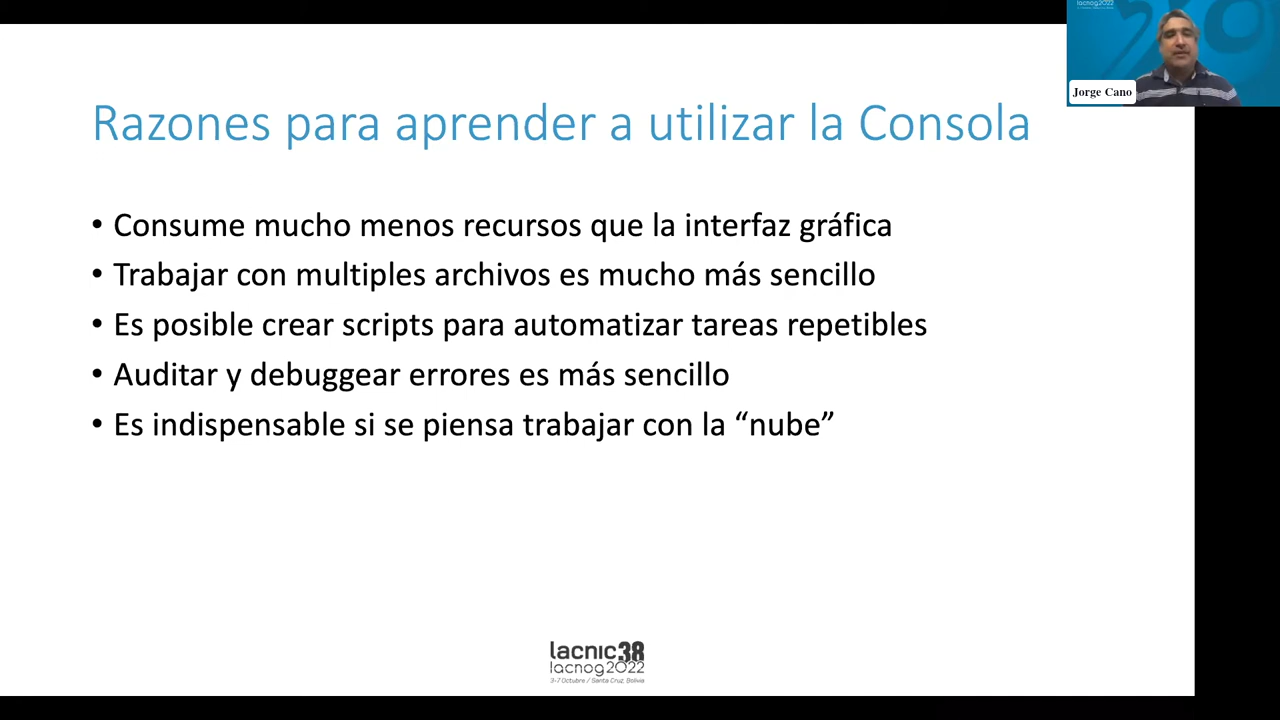 lacnog2022
Jorge Cano
Razones para aprender a utilizar la Consola
• Consume mucho menos recursos que la interfaz gráfica
• Trabajar con multiples archivos es mucho más sencillo
• Es posible crear scripts para automatizar tareas repetibles
• Auditar y debuggear errores es más sencillo
• Es indispensable si se piensa trabajar con la “nube”
lacnic38
lacnog2022
3-7 Octubre / Santa Cruz, Bolivia